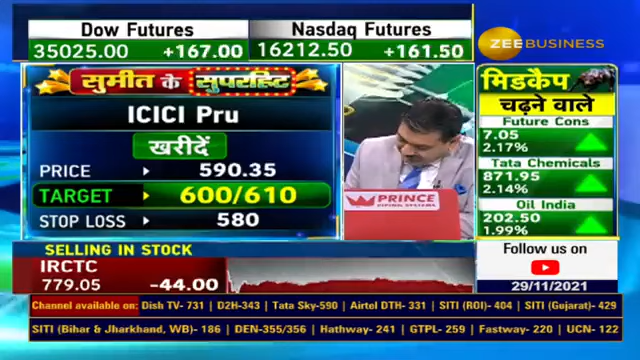 Dow Futures
35025.00 +167.00
Nasdaq Futures
16212.50 +161.50
ZEE BUSINESS
सुमीत के सुपरहिट
ICICI Pru
खरीदें
PRICE 590.35
TARGET 600/610
STOP LOSS 580
PRINCE
PIPING SYSTEMS
मिडकैप
चढ़ने वाले
Future Cons
7.05
2.17%
Tata Chemicals
871.95
2.14%
Oil India
202.50
1.99%
SELLING IN STOCK
IRCTC
779.05 -44.00
Follow us on
29/11/2021
Channel available on: Dish TV- 731 | D2H-343 | Tata Sky-590 | Airtel DTH- 331 | SITI (ROI)- 404 | SITI (Gujarat)- 429
SITI (Bihar & Jharkhand, WB)- 186 | DEN-355/356 | Hathway- 241 | GTPL- 259 | Fastway- 220 | UCN- 122